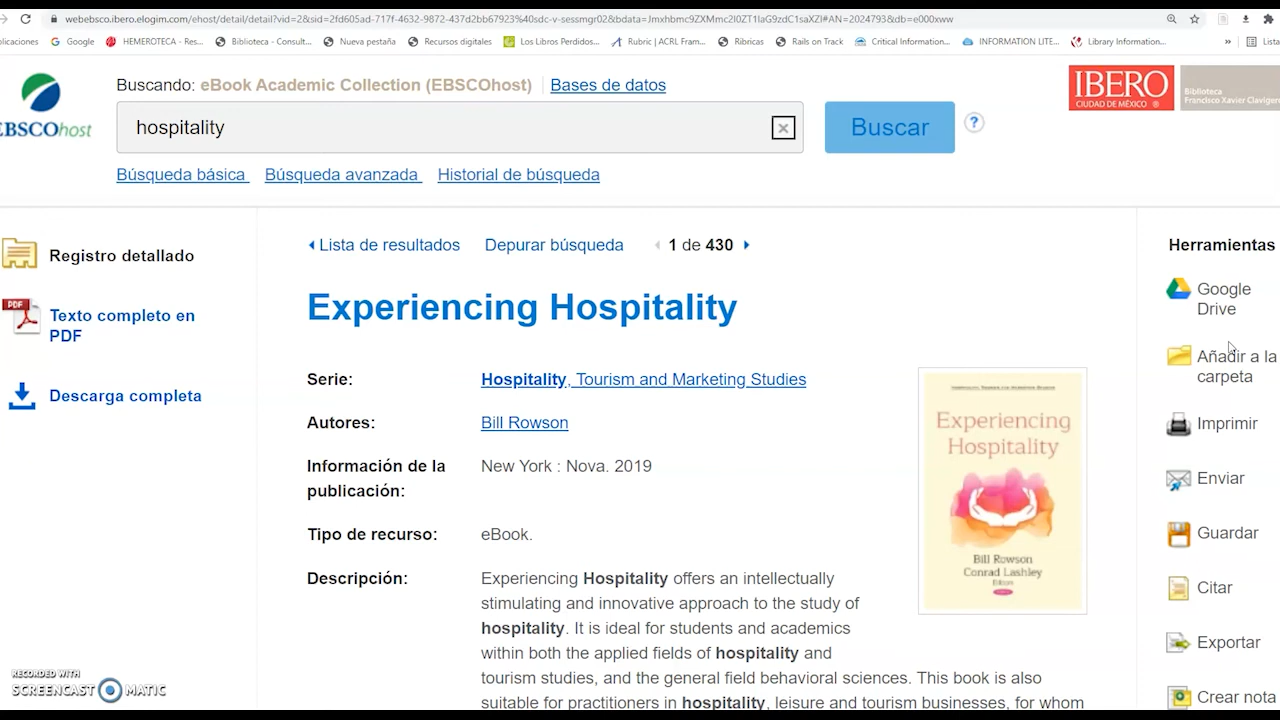 webebsco.ibero.elogim.com/ehost/detail/detail?vid=2&sid=2fd605ad-717f-4632-9872-437d2bb67923%40sdc-v-sessmgr02&bdata=Jmxhbmc9ZXMmc2l0ZT1laG9zdC1saXZl#AN=2024793&db=e000xww
plicaciones Google HEMEROTECA - Res... Biblioteca - Consult... Nueva pestaña Recursos digitales Los Libros Perdidos... Rubric | ACRL Fram... Rúbricas Rails on Track Critical Information... INFORMATION LITE... Library Information... » Lista
Buscando: eBook Academic Collection (EBSCOhost) Bases de datos
IBERO
CIUDAD DE MÉXICO ®
Biblioteca
Francisco Xavier Clavigero
EBSCOhost
hospitality
Buscar
?
Búsqueda básica Búsqueda avanzada Historial de búsqueda
Registro detallado
PDF
Texto completo en
PDF
Descarga completa
Lista de resultados Depurar búsqueda 1 de 430
Experiencing Hospitality
Serie: Hospitality, Tourism and Marketing Studies
Autores: Bill Rowson
Información de la
publicación:
New York : Nova. 2019
Tipo de recurso: eBook.
Descripción: Experiencing Hospitality offers an intellectually
stimulating and innovative approach to the study of
hospitality. It is ideal for students and academics
within both the applied fields of hospitality and
tourism studies, and the general field behavioral sciences. This book is also
suitable for practitioners in hospitality, leisure and tourism businesses, for whom
Experiencing
Hospitality
Bill Rowson
Conrad Lashley
Herramientas
Google
Drive
Añadir a la
carpeta
Imprimir
Enviar
Guardar
Citar
Exportar
Crear nota
RECORDED WITH
SCREENCAST MATIC